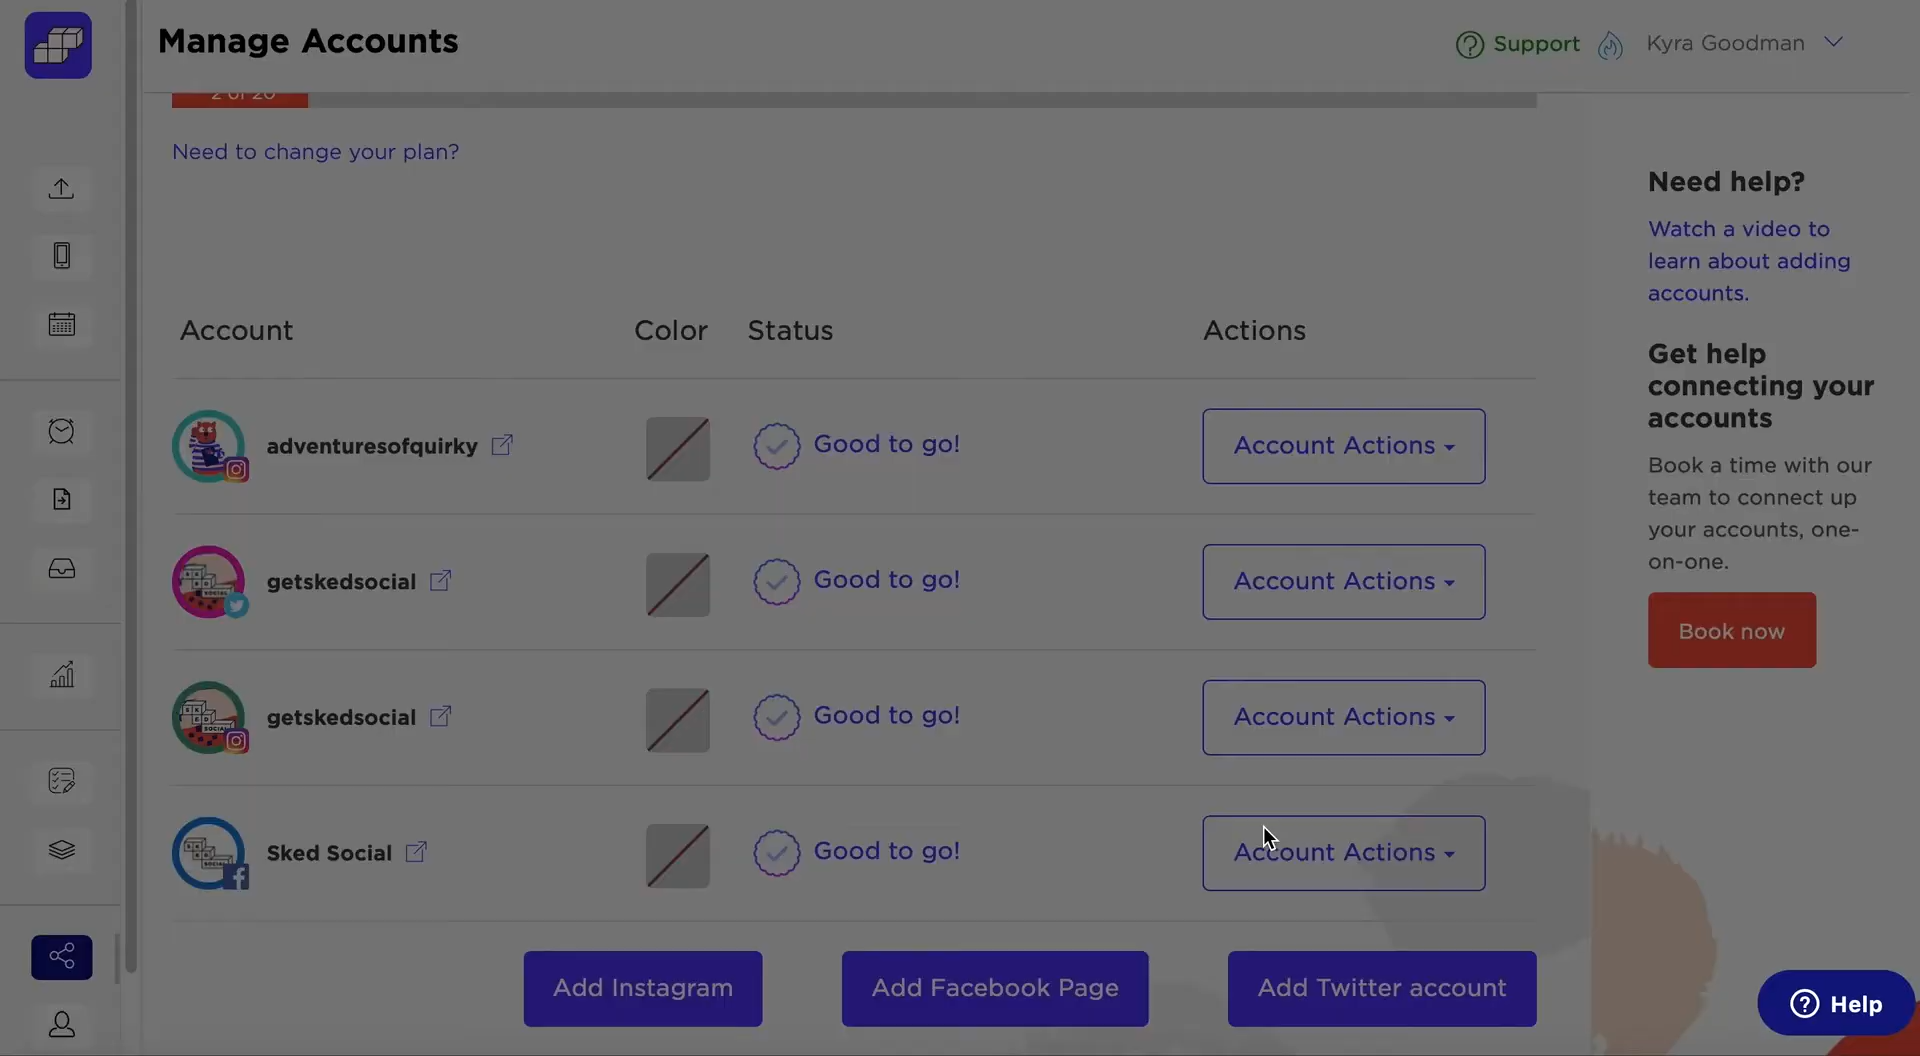 Manage Accounts
Support
Kyra Goodman
2 of 20
Need to change your plan?
Account
Color
Status
Actions
adventuresofquirky
Good to go!
Account Actions
getskedsocial
Good to go!
Account Actions
getskedsocial
Good to go!
Account Actions
Sked Social
Good to go!
Account Actions
Add Instagram
Add Facebook Page
Add Twitter account
Need help?
Watch a video to
learn about adding
accounts.
Get help
connecting your
accounts
Book a time with our
team to connect up
your accounts, one-
on-one.
Book now
Help